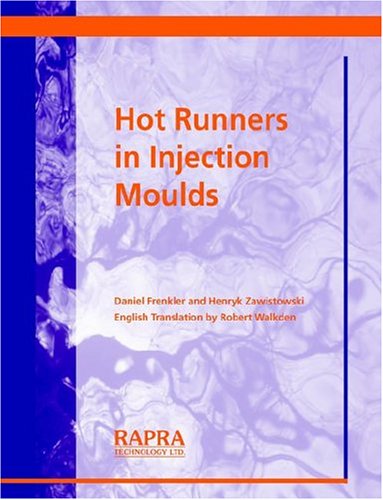 Hot Runners
in Injection
Moulds
Daniel Frenkler and Henryk Zawistowski
English Translation by Robert Walkden
RAPRA
TECHNOLOGY LTD.